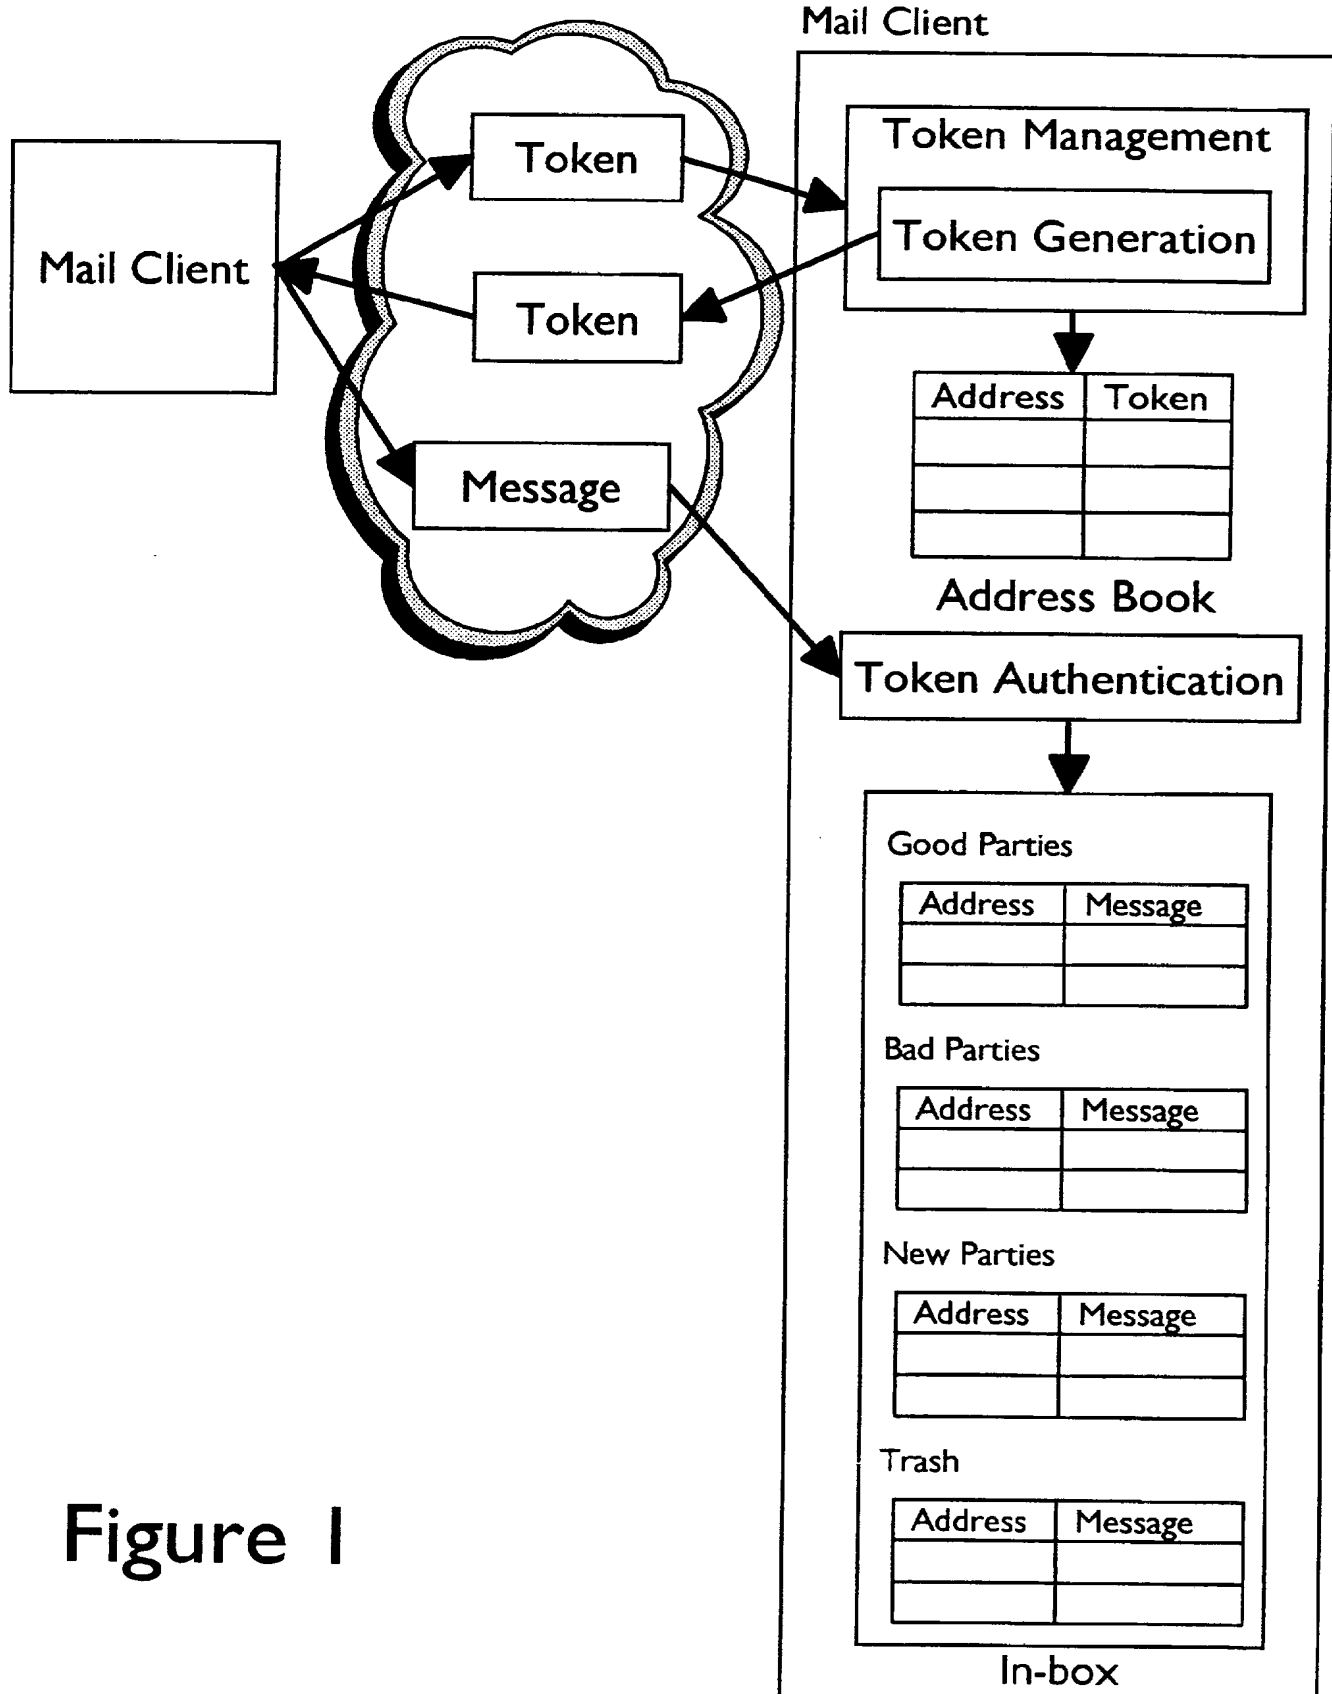 Mail Client
Token Management
Token
Token Generation
Mail Client
Token
Address Token
Message
Address Book
Token Authentication
Good Parties
Address Message
Bad Parties
Address Message
New Parties
Address Message
Trash
Address Message
In-box
Figure 1